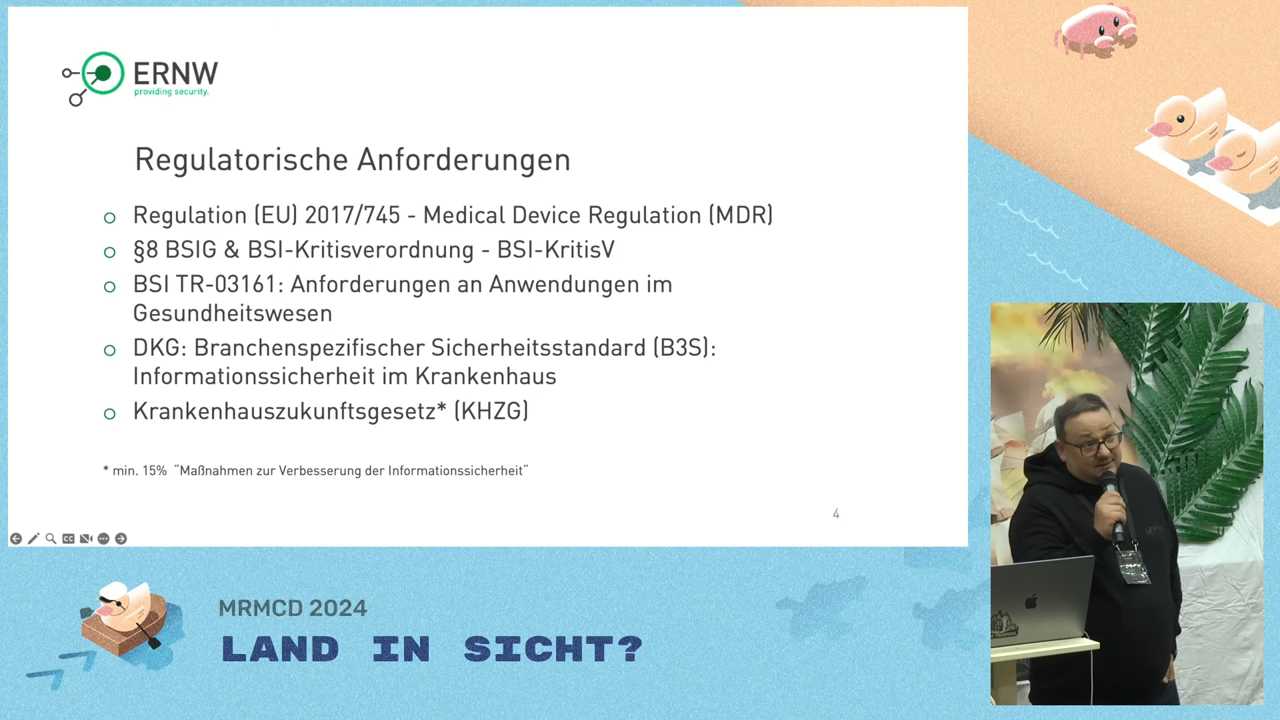 ERNW
providing security.
Regulatorische Anforderungen
Regulation (EU) 2017/745 - Medical Device Regulation (MDR)
§8 BSIG & BSI-Kritisverordnung - BSI-KritisV
BSI TR-03161: Anforderungen an Anwendungen im
Gesundheitswesen
DKG: Branchenspezifischer Sicherheitsstandard (B3S):
Informationssicherheit im Krankenhaus
Krankenhauszukunftsgesetz* (KHZG)
* min. 15% "Maßnahmen zur Verbesserung der Informationssicherheit"
4
MRMCD 2024
LAND IN SICHT?